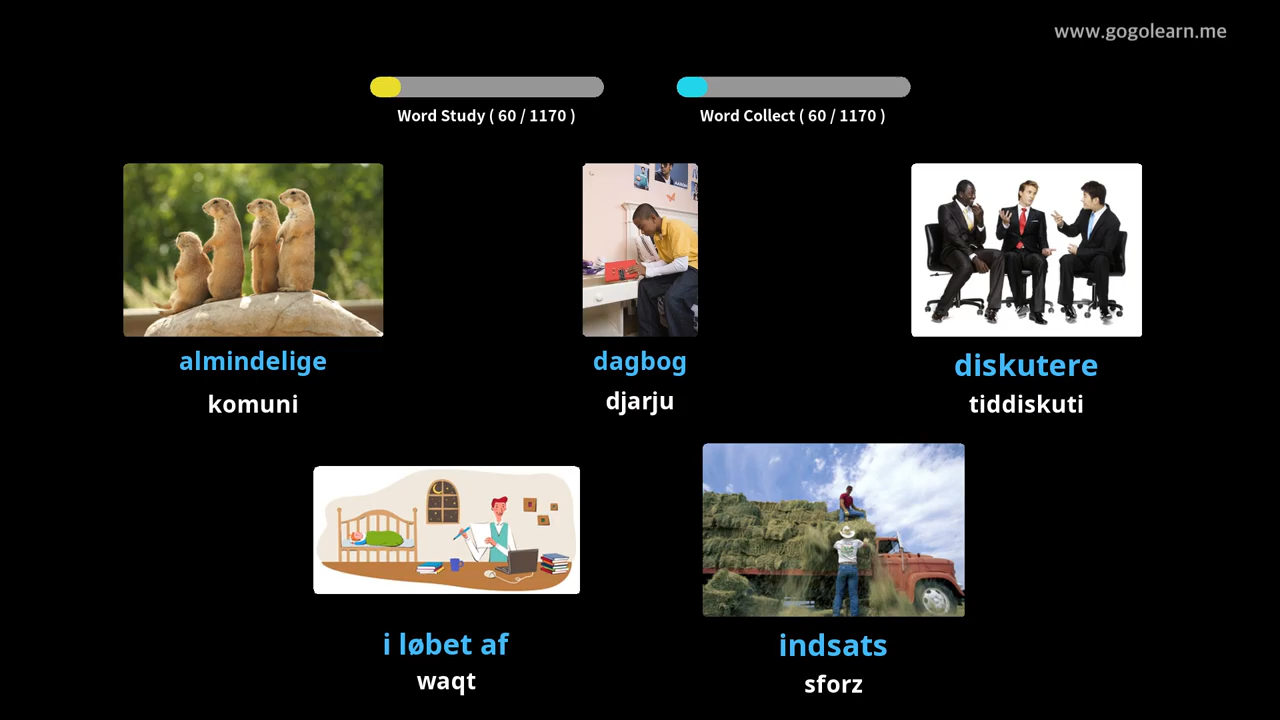 www.gogolearn.me
Word Study ( 60 / 1170 )
Word Collect ( 60 / 1170 )
almindelige
komuni
dagbog
djarju
diskutere
tiddiskuti
i løbet af
waqt
indsats
sforz